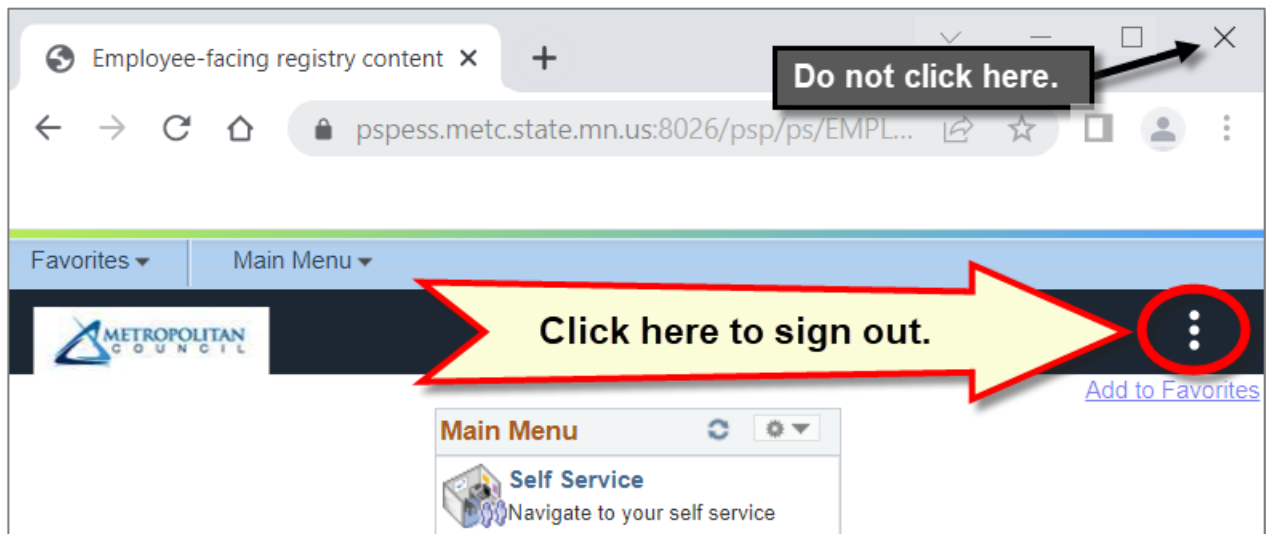 Employee-facing registry content
Do not click here.
pspess.metc.state.mn.us:8026/psp/ps/EMPL...
Favorites
Main Menu
METROPOLITAN
COUNCIL
Click here to sign out.
Add to Favorites
Main Menu
Self Service
Navigate to your self service